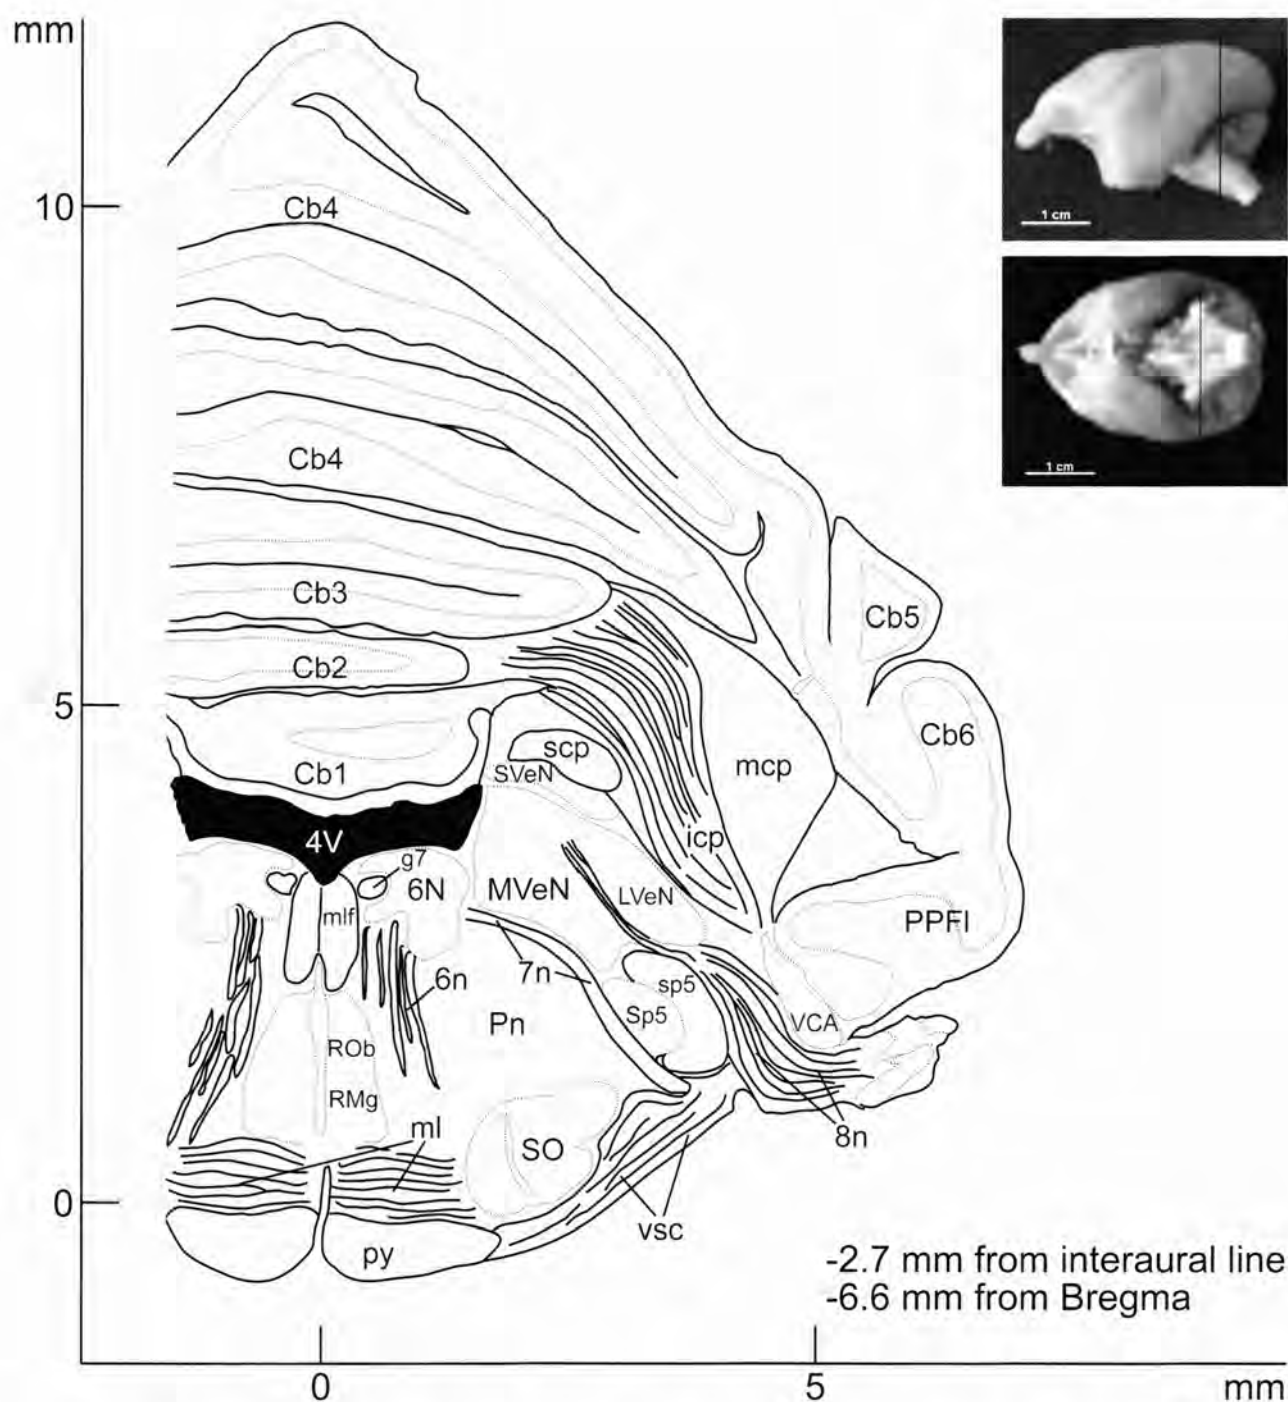 mm
1 cm
10
Cb4
1 cm
Cb4
Cb3
Cb5
Cb2
5
Cb6
scp
mcp
SVeN
Cb1
4V
icp
g7
6N
MVeN
LVeN
mlf
PPFl
7n
6n
sp5
Sp5
Pn
VCA
ROb
RMg
ml
8n
SO
0
vsc
py
-2.7 mm from interaural line
-6.6 mm from Bregma
0
5
mm